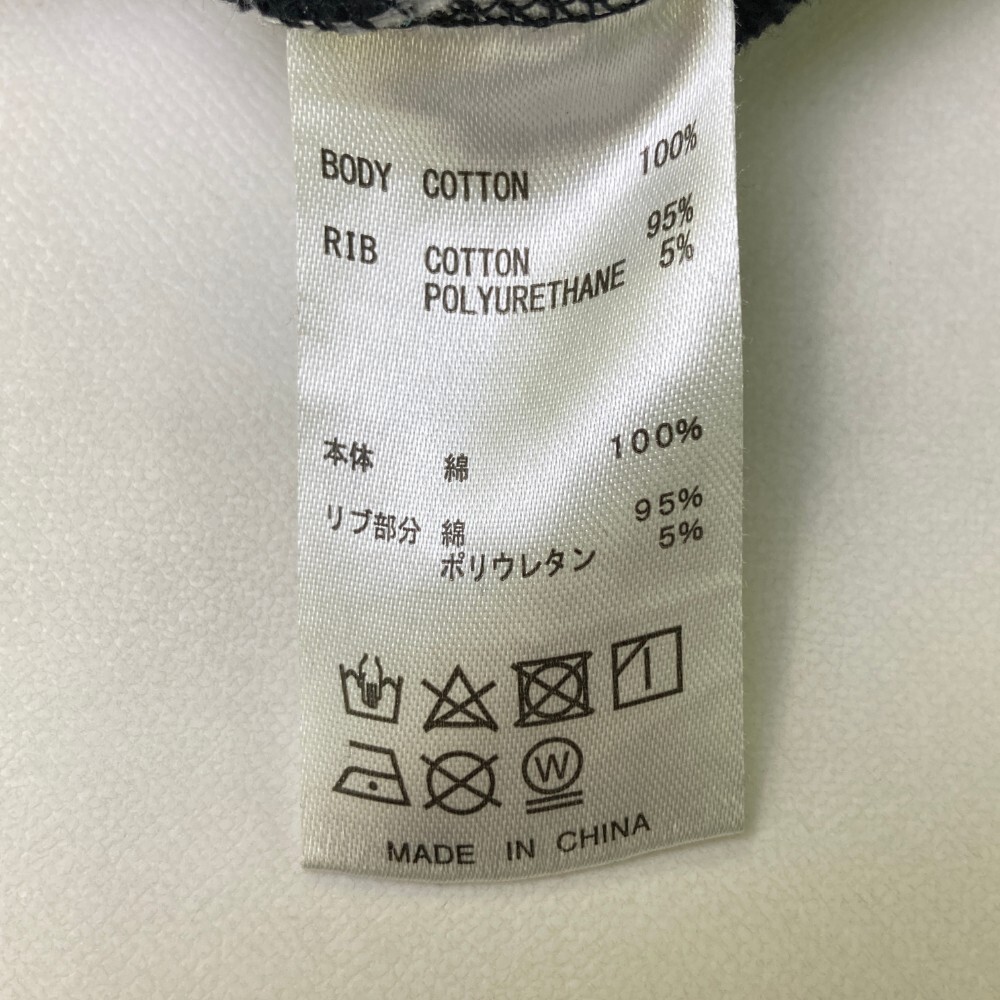 BODY COTTON 100%
RIB COTTON 95%
POLYURETHANE 5%
本体 綿 100%
リブ部分 綿 95%
ポリウレタン 5%
W
MADE IN CHINA